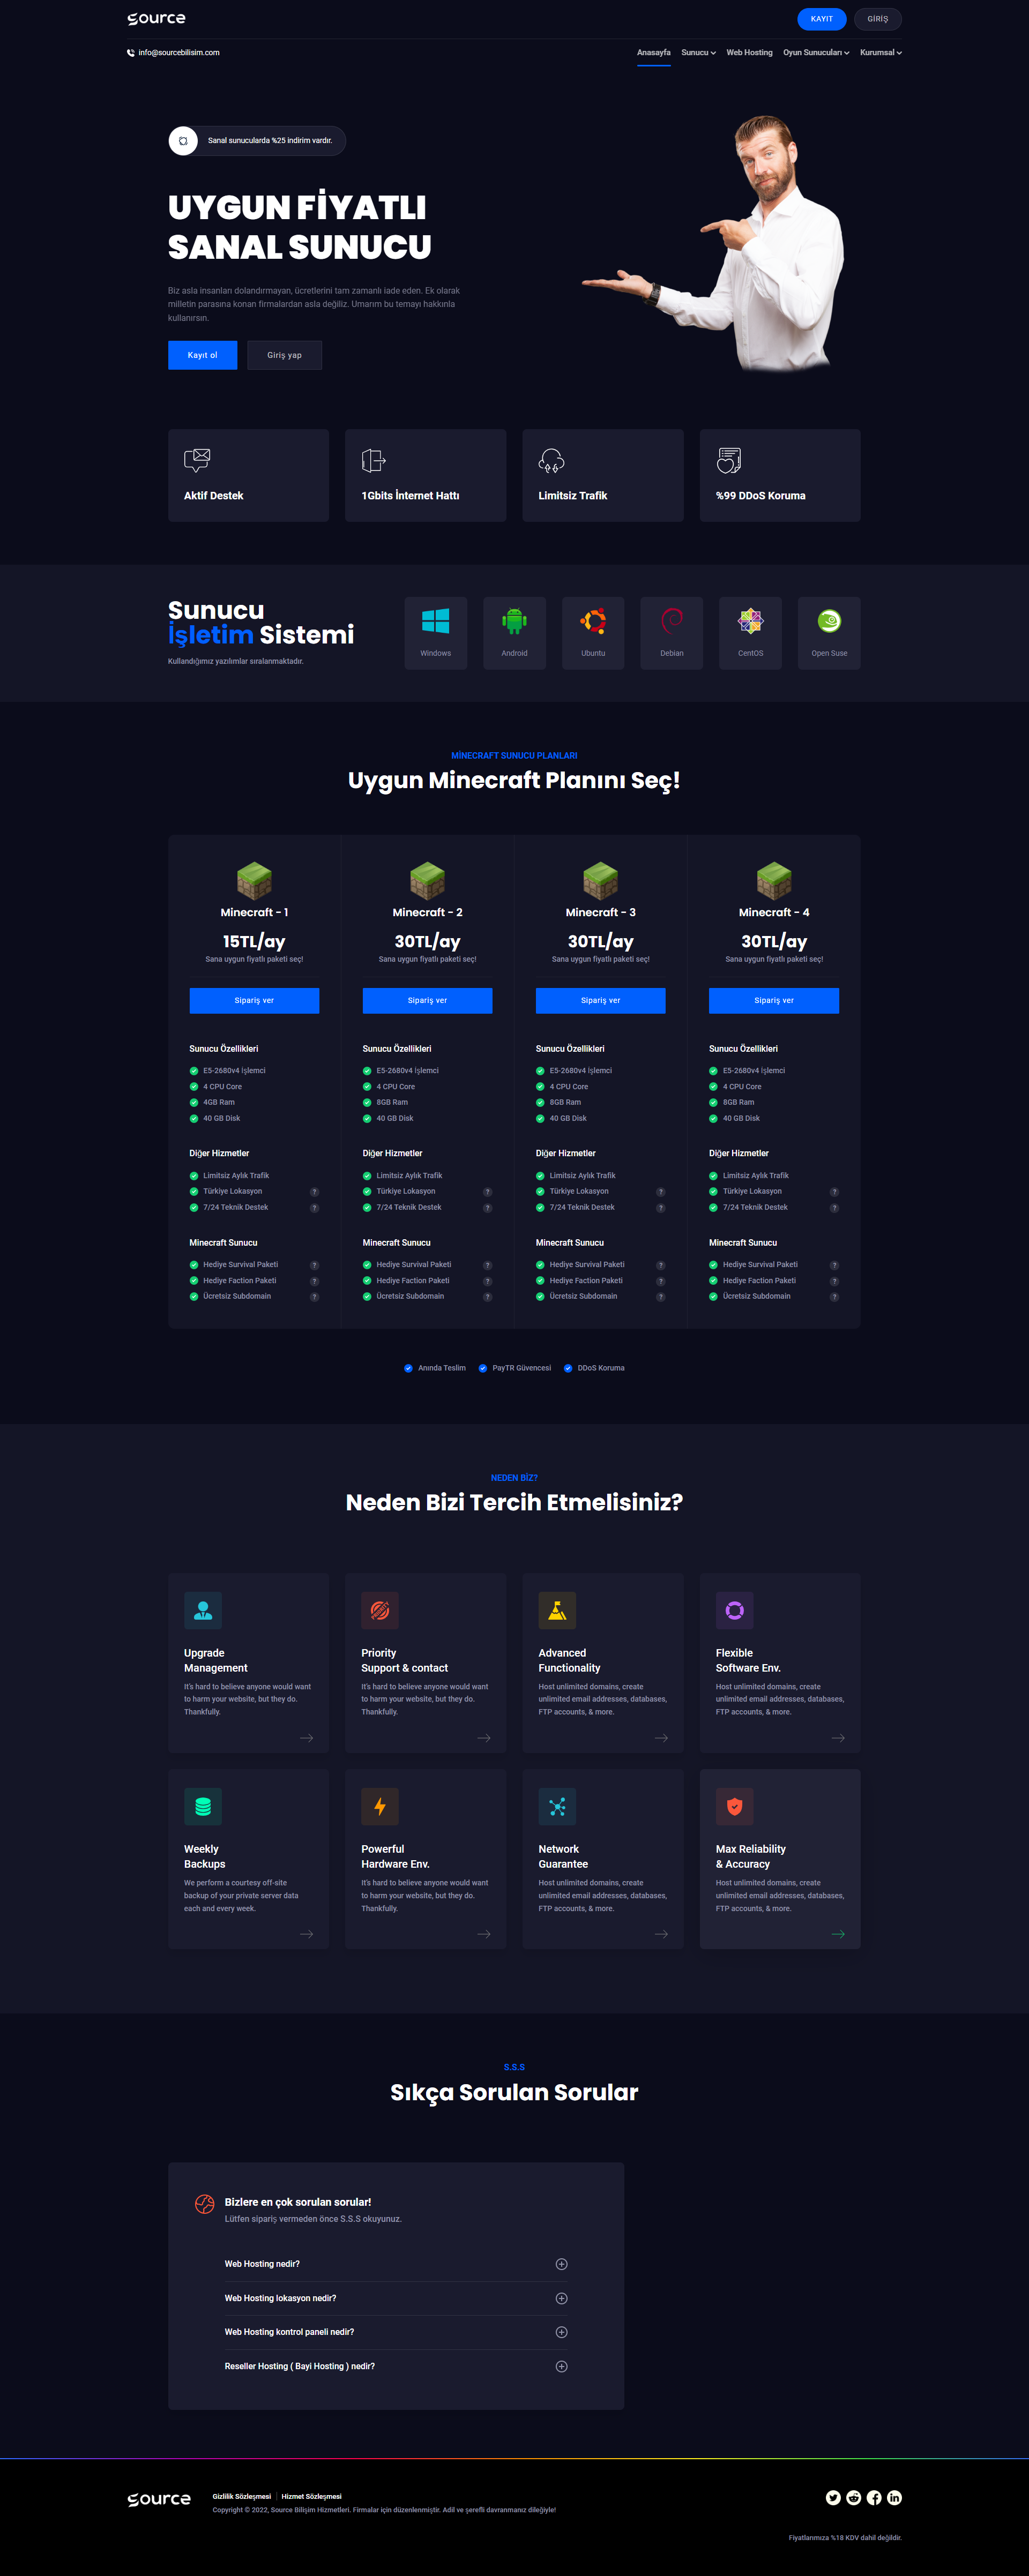 Source
KAYIT
GİRİŞ
info@sourcebilisim.com
Anasayfa
Sunucu
Web Hosting
Oyun Sunucuları
Kurumsal
Sanal sunucularda %25 indirim vardır.
UYGUN FİYATLI
SANAL SUNUCU
Biz asla insanları dolandırmayan, ücretlerini tam zamanlı iade eden. Ek olarak
milletin parasına konan firmalardan asla değiliz. Umarım bu temayı hakkınla
kullanırsın.
Kayıt ol
Giriş yap
Aktif Destek
1Gbits İnternet Hattı
Limitsiz Trafik
%99 DDoS Koruma
Sunucu
İşletim Sistemi
Kullandığımız yazılımlar sıralanmaktadır.
Windows
Android
Ubuntu
Debian
CentOS
Open Suse
MİNECRAFT SUNUCU PLANLARI
Uygun Minecraft Planını Seç!
Minecraft - 1
15TL/ay
Sana uygun fiyatlı paketi seç!
Sipariş ver
Sunucu Özellikleri
E5-2680v4 İşlemci
4 CPU Core
4GB Ram
40 GB Disk
Diğer Hizmetler
Limitsiz Aylık Trafik
Türkiye Lokasyon ?
7/24 Teknik Destek ?
Minecraft Sunucu
Hediye Survival Paketi ?
Hediye Faction Paketi ?
Ücretsiz Subdomain ?
Minecraft - 2
30TL/ay
Sana uygun fiyatlı paketi seç!
Sipariş ver
Sunucu Özellikleri
E5-2680v4 İşlemci
4 CPU Core
8GB Ram
40 GB Disk
Diğer Hizmetler
Limitsiz Aylık Trafik
Türkiye Lokasyon ?
7/24 Teknik Destek ?
Minecraft Sunucu
Hediye Survival Paketi ?
Hediye Faction Paketi ?
Ücretsiz Subdomain ?
Minecraft - 3
30TL/ay
Sana uygun fiyatlı paketi seç!
Sipariş ver
Sunucu Özellikleri
E5-2680v4 İşlemci
4 CPU Core
8GB Ram
40 GB Disk
Diğer Hizmetler
Limitsiz Aylık Trafik
Türkiye Lokasyon ?
7/24 Teknik Destek ?
Minecraft Sunucu
Hediye Survival Paketi ?
Hediye Faction Paketi ?
Ücretsiz Subdomain ?
Minecraft - 4
30TL/ay
Sana uygun fiyatlı paketi seç!
Sipariş ver
Sunucu Özellikleri
E5-2680v4 İşlemci
4 CPU Core
8GB Ram
40 GB Disk
Diğer Hizmetler
Limitsiz Aylık Trafik
Türkiye Lokasyon ?
7/24 Teknik Destek ?
Minecraft Sunucu
Hediye Survival Paketi ?
Hediye Faction Paketi ?
Ücretsiz Subdomain ?
Anında Teslim
PayTR Güvencesi
DDoS Koruma
NEDEN BİZ?
Neden Bizi Tercih Etmelisiniz?
Upgrade
Management
It's hard to believe anyone would want
to harm your website, but they do.
Thankfully.
Priority
Support & contact
It's hard to believe anyone would want
to harm your website, but they do.
Thankfully.
Advanced
Functionality
Host unlimited domains, create
unlimited email addresses, databases,
FTP accounts, & more.
Flexible
Software Env.
Host unlimited domains, create
unlimited email addresses, databases,
FTP accounts, & more.
Weekly
Backups
We perform a courtesy off-site
backup of your private server data
each and every week.
Powerful
Hardware Env.
It's hard to believe anyone would want
to harm your website, but they do.
Thankfully.
Network
Guarantee
Host unlimited domains, create
unlimited email addresses, databases,
FTP accounts, & more.
Max Reliability
& Accuracy
Host unlimited domains, create
unlimited email addresses, databases,
FTP accounts, & more.
S.S.S
Sıkça Sorulan Sorular
Bizlere en çok sorulan sorular!
Lütfen sipariş vermeden önce S.S.S okuyunuz.
Web Hosting nedir?
Web Hosting lokasyon nedir?
Web Hosting kontrol paneli nedir?
Reseller Hosting ( Bayi Hosting ) nedir?
Source
Gizlilik Sözleşmesi
Hizmet Sözleşmesi
Copyright © 2022, Source Bilişim Hizmetleri. Firmalar için düzenlenmiştir. Adil ve şerefli davranmanız dileğiyle!
Fiyatlarımıza %18 KDV dahil değildir.